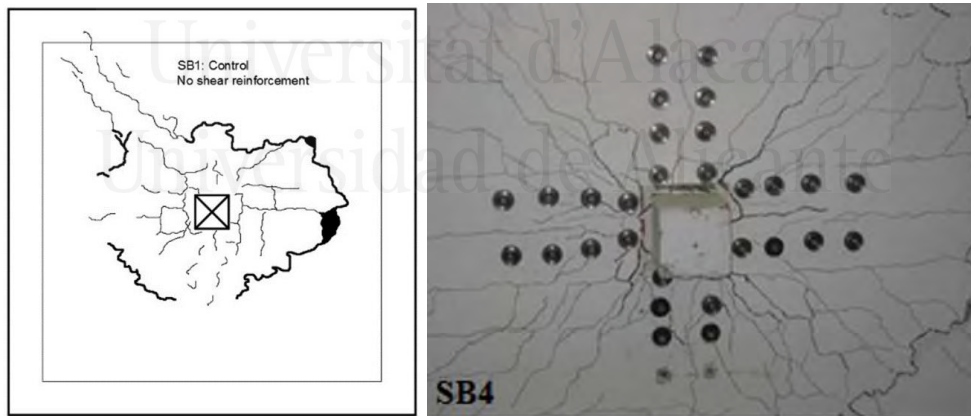 Universitat d'Alacant
Universidad de Alicante
SB1: Control
No shear reinforcement
SB4